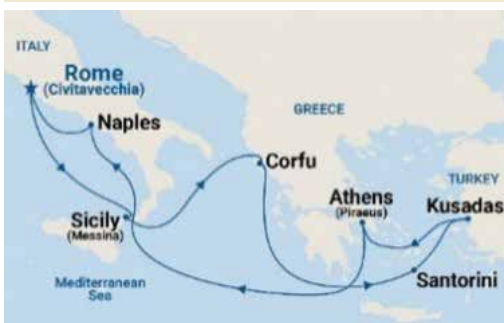 ITALY
Rome
(Civitavecchia)
Naples
GREECE
Corfu
TURKEY
Athens
(Piraeus)
Kusadas
Sicily
(Messina)
Santorini
Mediterranean
Sea